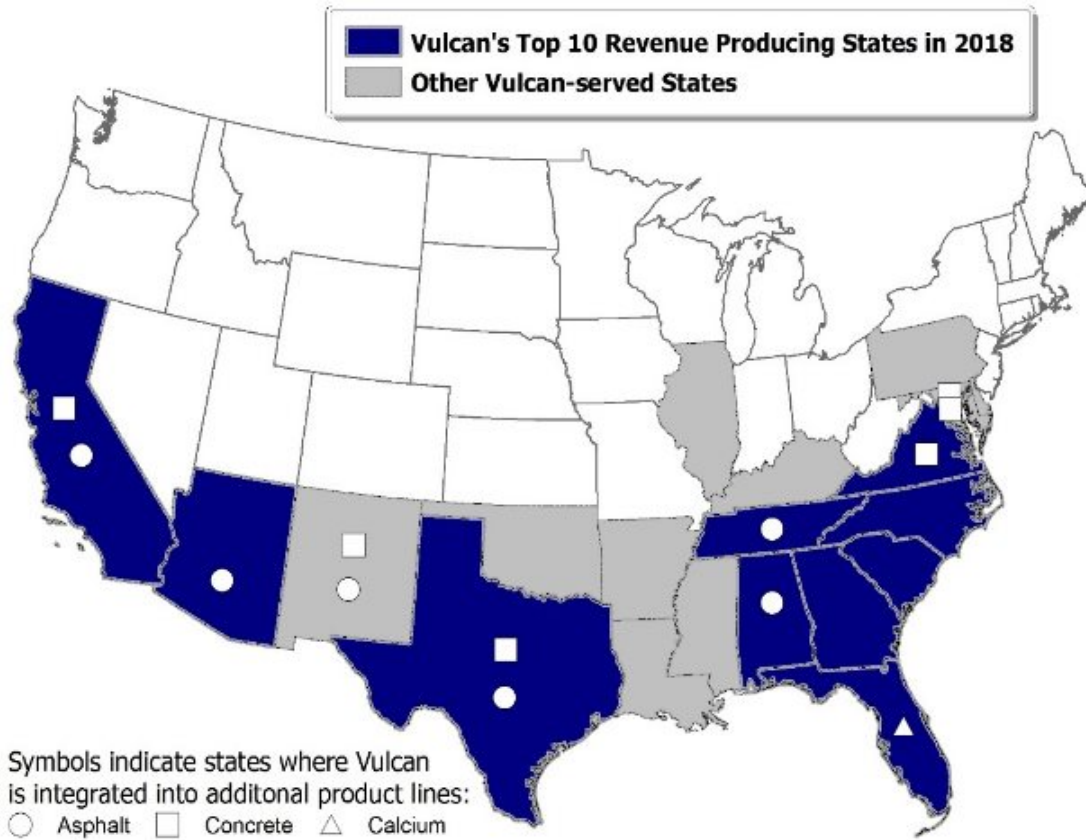 Vulcan's Top 10 Revenue Producing States in 2018
Other Vulcan-served States
Symbols indicate states where Vulcan
is integrated into additonal product lines:
Asphalt Concrete Calcium